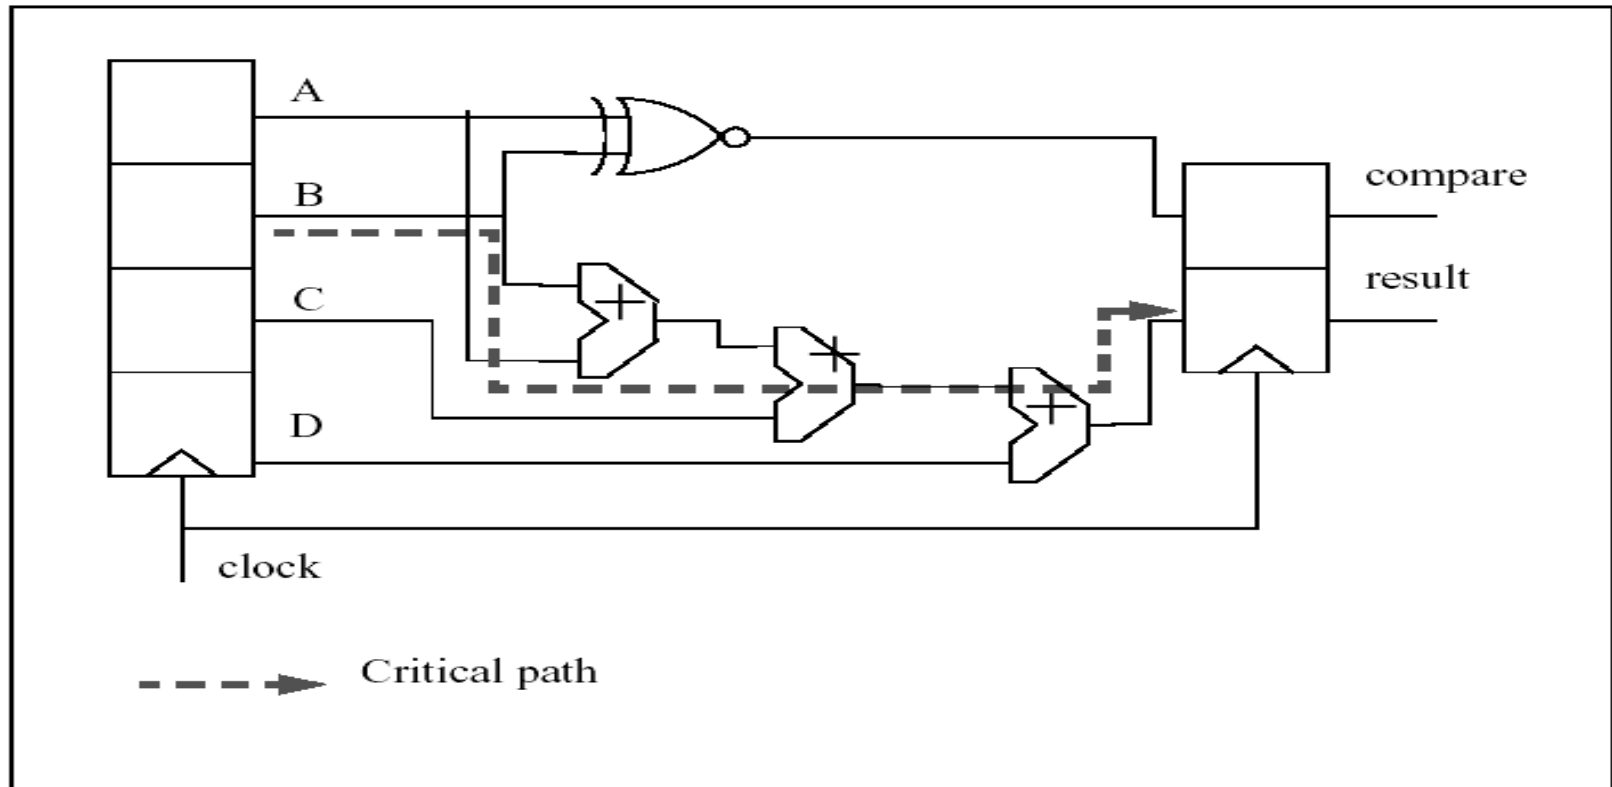 A
B
C
D
+
+
+
compare
result
clock
Critical path